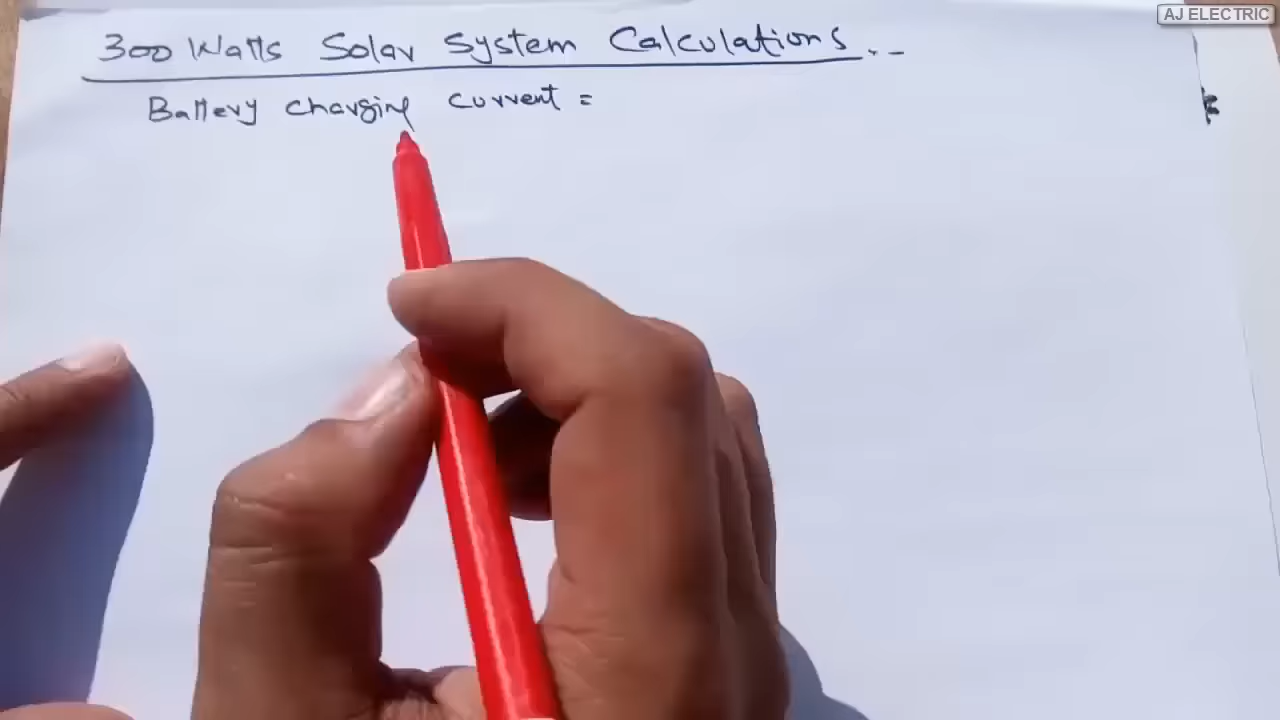 AJ ELECTRIC
300 Watts Solar System Calculations..
Battery charging current =